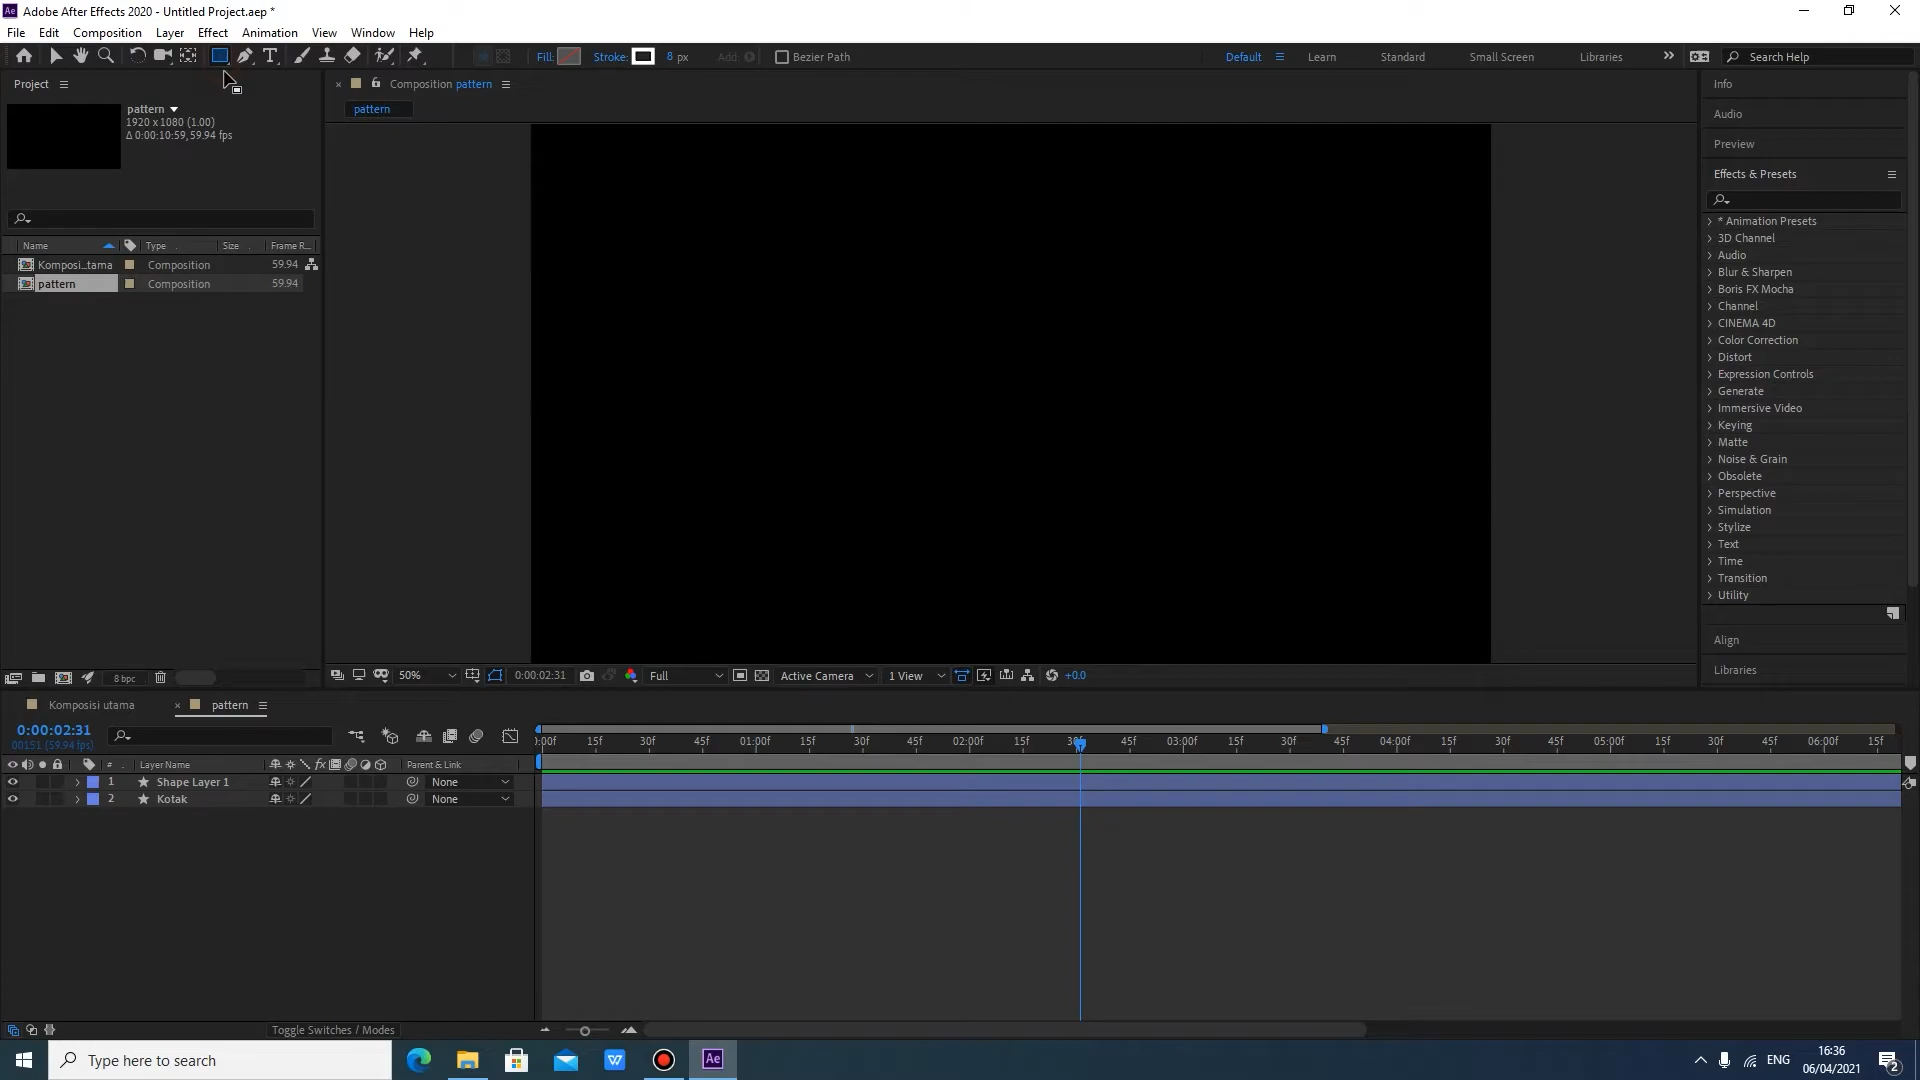 Adobe After Effects 2020 - Untitled Project.aep *
File Edit Composition Layer Effect Animation View Window Help
Fill: Stroke: 8 px Add: Bezier Path Default Learn Standard Small Screen Libraries Search Help
Project
pattern
1920 x 1080 (1.00)
Δ 0:00:10:59, 59.94 fps
Name Type Size Frame R...
Komposi...tama Composition 59.94
pattern Composition 59.94
8 bpc
Composition pattern
pattern
50% 0:00:02:31 Full Active Camera 1 View +0.0
Info
Audio
Preview
Effects & Presets
* Animation Presets
3D Channel
Audio
Blur & Sharpen
Boris FX Mocha
Channel
CINEMA 4D
Color Correction
Distort
Expression Controls
Generate
Immersive Video
Keying
Matte
Noise & Grain
Obsolete
Perspective
Simulation
Stylize
Text
Time
Transition
Utility
Align
Libraries
Komposisi utama pattern
0:00:02:31
00151 (59.94 fps)
:00f 15f 30f 45f 01:00f 15f 30f 45f 02:00f 15f 30f 45f 03:00f 15f 30f 45f 04:00f 15f 30f 45f 05:00f 15f 30f 45f 06:00f 15f
# Layer Name fx Parent & Link
1 Shape Layer 1 None
2 Kotak None
Toggle Switches / Modes
Type here to search
Ae
ENG
16:36
06/04/2021
2